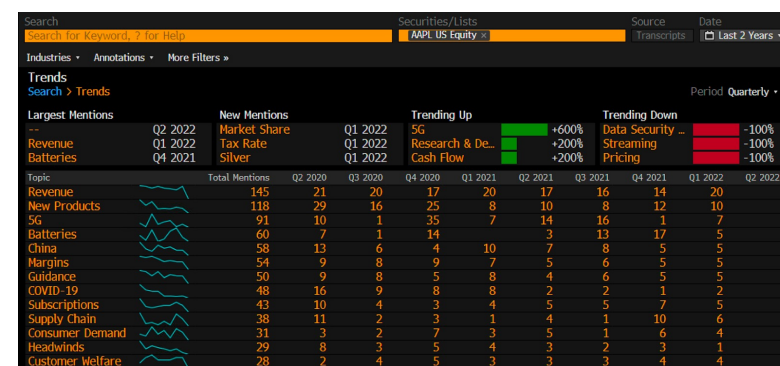 Search Securities/Lists Source Date
Search for Keyword, ? for Help AAPL US Equity × Transcripts Last 2 Years
Industries Annotations More Filters »
Trends
Search > Trends Period Quarterly
Largest Mentions New Mentions Trending Up Trending Down
-- Q2 2022 Market Share Q1 2022 5G +600% Data Security ... -100%
Revenue Q1 2022 Tax Rate Q1 2022 Research & De... +200% Streaming -100%
Batteries Q4 2021 Silver Q1 2022 Cash Flow +200% Pricing -100%
Topic Total Mentions Q2 2020 Q3 2020 Q4 2020 Q1 2021 Q2 2021 Q3 2021 Q4 2021 Q1 2022 Q2 2022
Revenue 145 21 20 17 20 17 16 14 20
New Products 118 29 16 25 8 10 8 12 10
5G 91 10 1 35 7 14 16 1 7
Batteries 60 7 1 14 3 13 17 5
China 58 13 6 4 10 7 8 5 5
Margins 54 9 8 9 7 5 6 5 5
Guidance 50 9 8 5 8 4 6 5 5
COVID-19 48 16 9 8 8 2 2 1 2
Subscriptions 43 10 4 3 4 5 5 7 5
Supply Chain 38 11 2 3 1 4 1 10 6
Consumer Demand 31 3 2 7 3 5 1 6 4
Headwinds 29 8 3 5 4 3 2 3 1
Customer Welfare 28 2 4 5 3 3 3 4 4